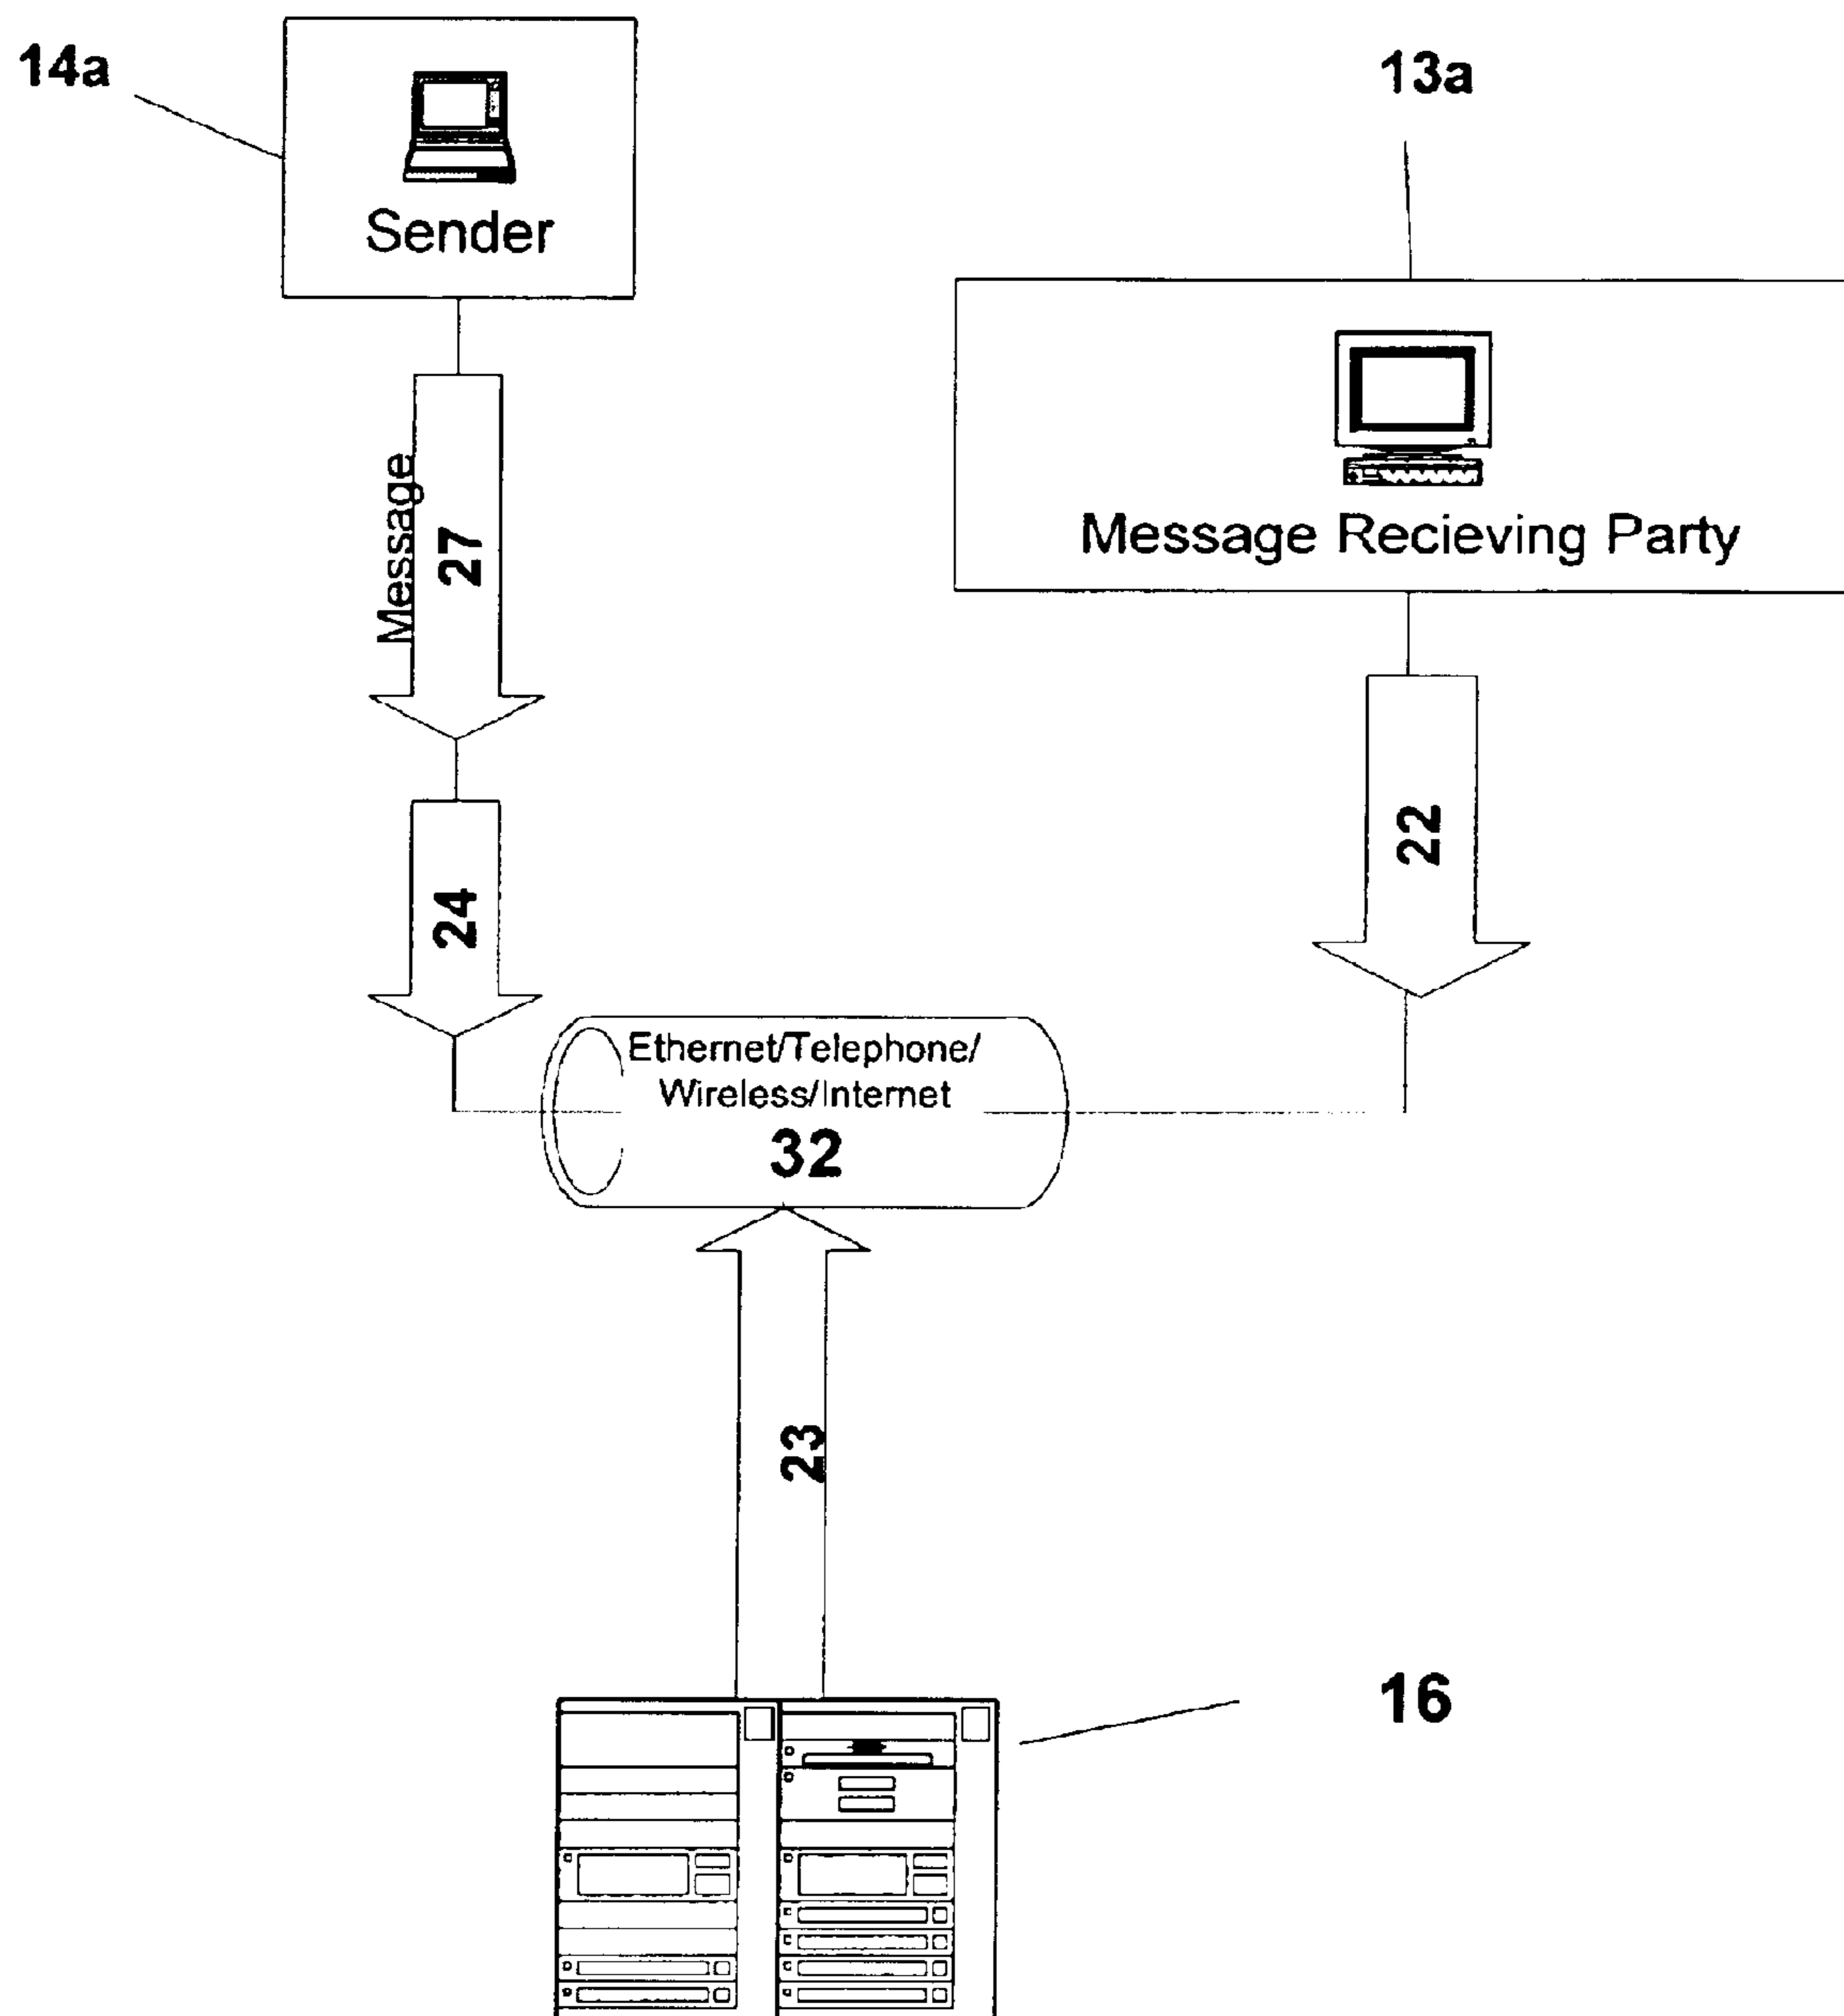 14a
13a
Sender
Message
27
Message Recieving Party
22
24
Ethernet/Telephone/
Wireless/Internet
32
23
16